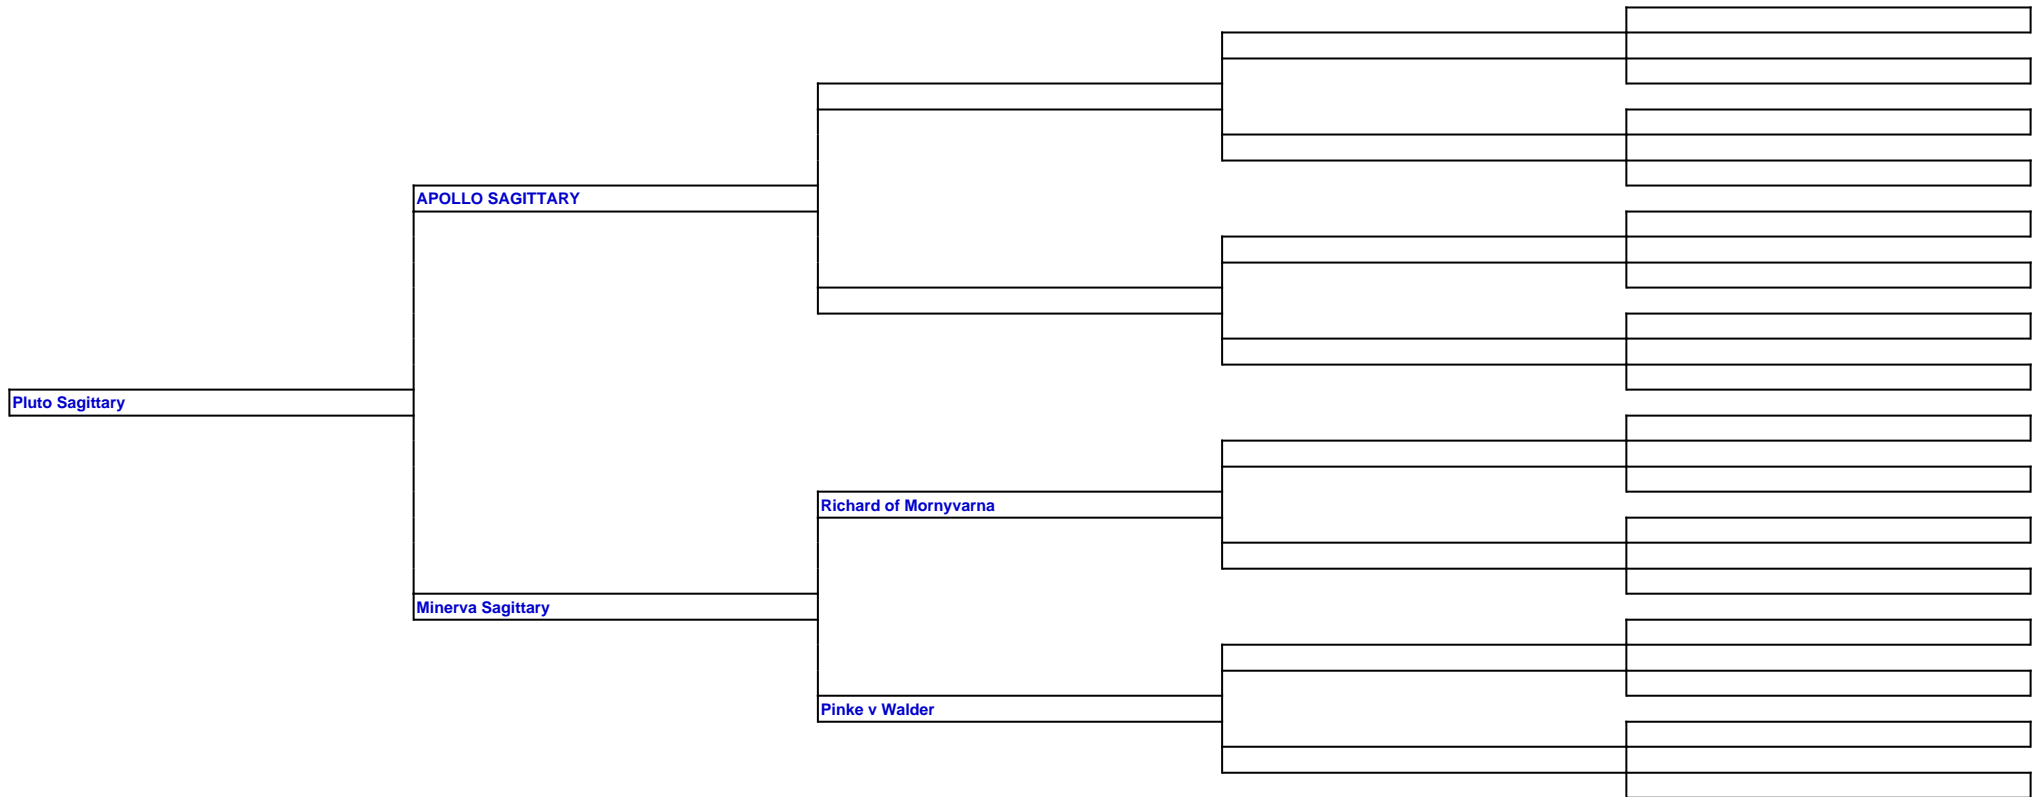 APOLLO SAGITTARY
Pluto Sagittary
Richard of Mornyvarna
Minerva Sagittary
Pinke v Walder